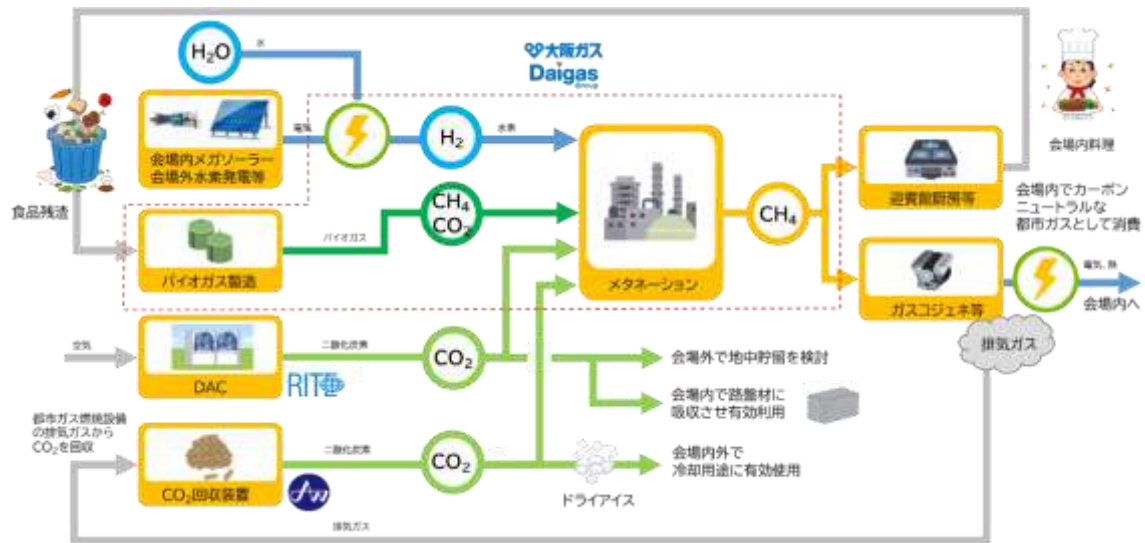 H₂O
水
大阪ガス
Daigas
Group
会場内メガソーラー
会場外水素発電等
電気
H₂
水素
会場内料理
食品残渣
バイオガス製造
バイオガス
CH₄
CO₂
メタネーション
CH₄
迎賓館厨房等
会場内でカーボン
ニュートラルな
都市ガスとして消費
ガスコジェネ等
電気、熱
会場内へ
排気ガス
空気
DAC
二酸化炭素
RITE
CO₂
会場外で地中貯留を検討
会場内で路盤材に
吸収させ有効利用
都市ガス燃焼設備
の排気ガスから
CO₂を回収
CO₂回収装置
二酸化炭素
CO₂
ドライアイス
会場内外で
冷却用途に有効使用
排気ガス